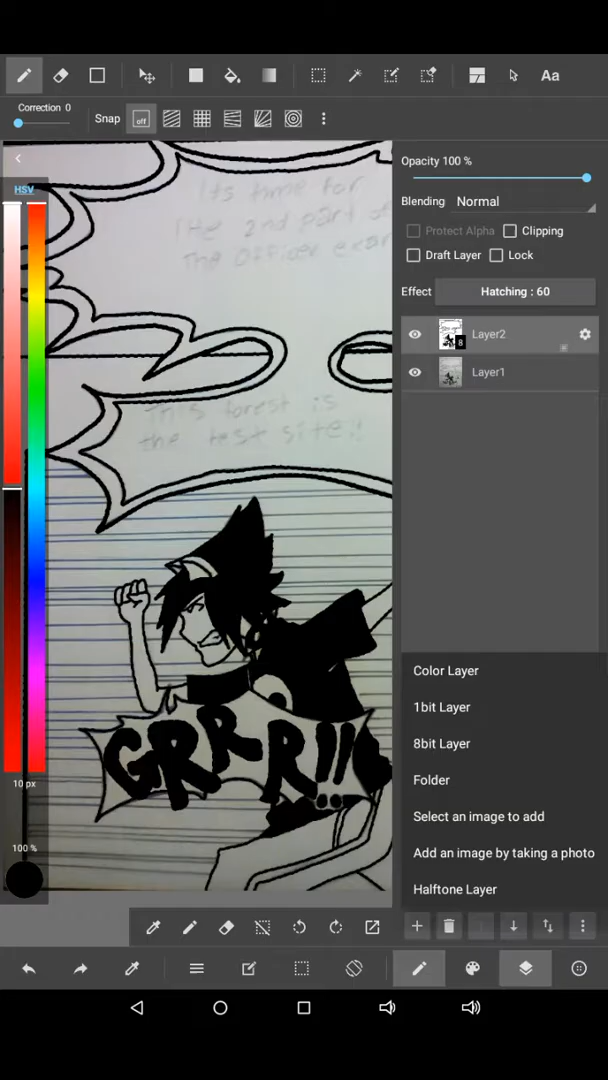 Aa
Correction 0
Snap
off
HSV
Opacity 100 %
Blending
Normal
Protect Alpha
Clipping
Draft Layer
Lock
Effect
Hatching : 60
8
Layer2
Layer1
Its time for
the 2nd part of
The Officer exam
This forest is
the test site!!
GRRR!!
Color Layer
1bit Layer
8bit Layer
Folder
Select an image to add
Add an image by taking a photo
Halftone Layer
10 px
100 %